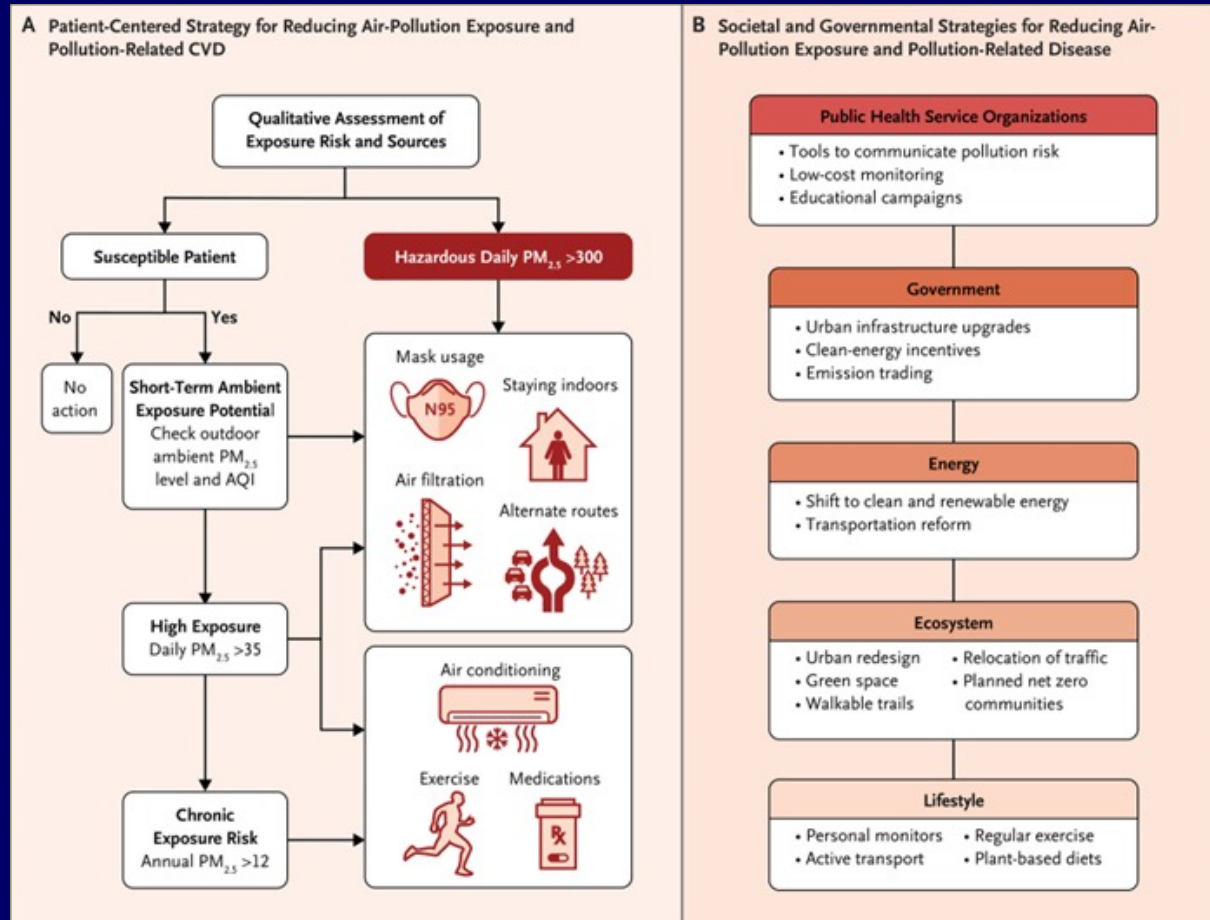 A Patient-Centered Strategy for Reducing Air-Pollution Exposure and
Pollution-Related CVD
Qualitative Assessment of
Exposure Risk and Sources
Susceptible Patient
Hazardous Daily PM2.5 >300
No
Yes
No
action
Short-Term Ambient
Exposure Potential
Check outdoor
ambient PM2.5
level and AQI
High Exposure
Daily PM2.5 >35
Chronic
Exposure Risk
Annual PM2.5 >12
Mask usage
N95
Staying indoors
Air filtration
Alternate routes
Air conditioning
Exercise
Medications
Rx
B Societal and Governmental Strategies for Reducing Air-
Pollution Exposure and Pollution-Related Disease
Public Health Service Organizations
• Tools to communicate pollution risk
• Low-cost monitoring
• Educational campaigns
Government
• Urban infrastructure upgrades
• Clean-energy incentives
• Emission trading
Energy
• Shift to clean and renewable energy
• Transportation reform
Ecosystem
• Urban redesign
• Green space
• Walkable trails
• Relocation of traffic
• Planned net zero
communities
Lifestyle
• Personal monitors
• Active transport
• Regular exercise
• Plant-based diets